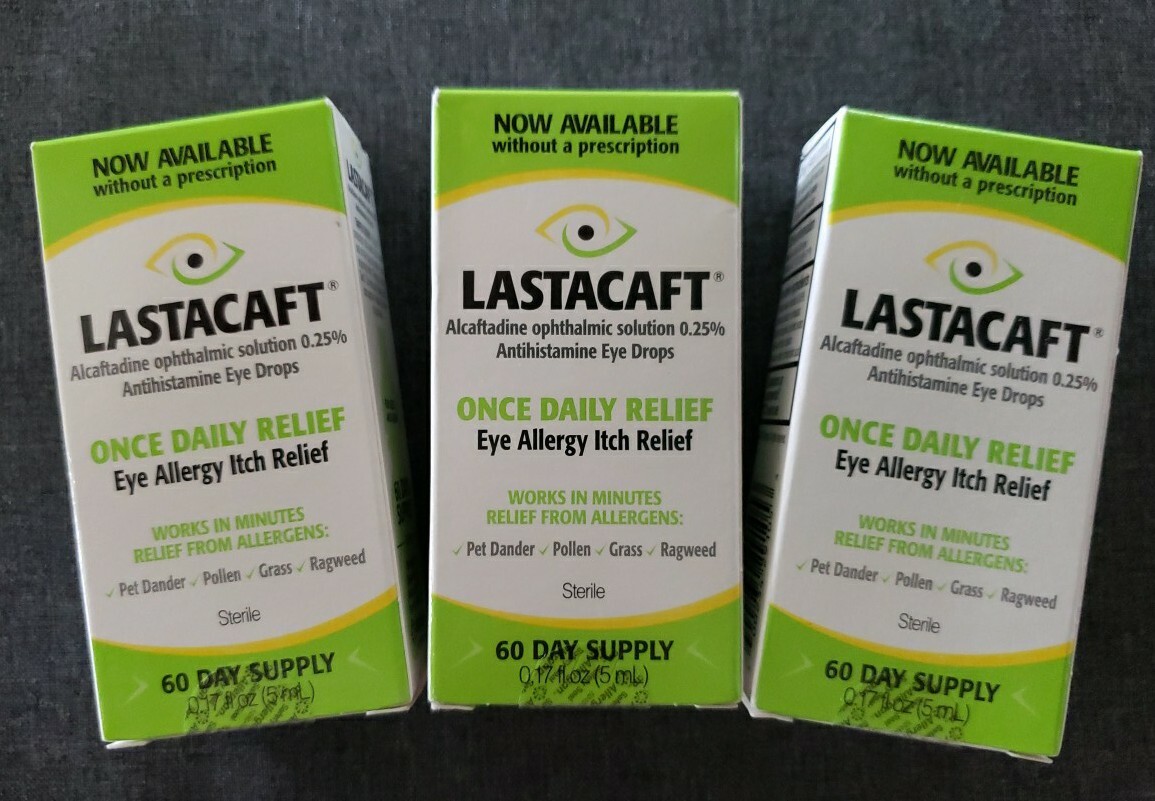 NOW AVAILABLE
without a prescription
LASTACAFT®
Alcaftadine ophthalmic solution 0.25%
Antihistamine Eye Drops
ONCE DAILY RELIEF
Eye Allergy Itch Relief
WORKS IN MINUTES
RELIEF FROM ALLERGENS:
✓ Pet Dander ✓ Pollen ✓ Grass ✓ Ragweed
Sterile
60 DAY SUPPLY
0.17 fl oz (5 mL)
NOW AVAILABLE
without a prescription
LASTACAFT®
Alcaftadine ophthalmic solution 0.25%
Antihistamine Eye Drops
ONCE DAILY RELIEF
Eye Allergy Itch Relief
WORKS IN MINUTES
RELIEF FROM ALLERGENS:
✓ Pet Dander ✓ Pollen ✓ Grass ✓ Ragweed
Sterile
60 DAY SUPPLY
0.17 fl oz (5 mL)
NOW AVAILABLE
without a prescription
LASTACAFT®
Alcaftadine ophthalmic solution 0.25%
Antihistamine Eye Drops
ONCE DAILY RELIEF
Eye Allergy Itch Relief
WORKS IN MINUTES
RELIEF FROM ALLERGENS:
✓ Pet Dander ✓ Pollen ✓ Grass ✓ Ragweed
Sterile
60 DAY SUPPLY
0.17 fl oz (5 mL)